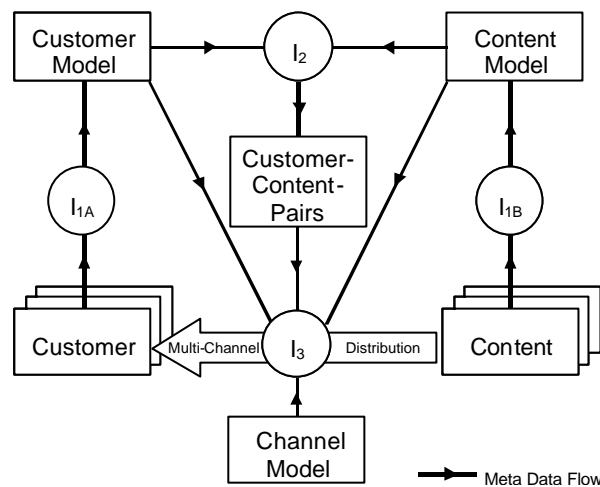 Customer
Model
I2
Content
Model
Customer-
Content-
Pairs
I1A
I1B
Customer
Multi-Channel
I3
Distribution
Content
Channel
Model
Meta Data Flow